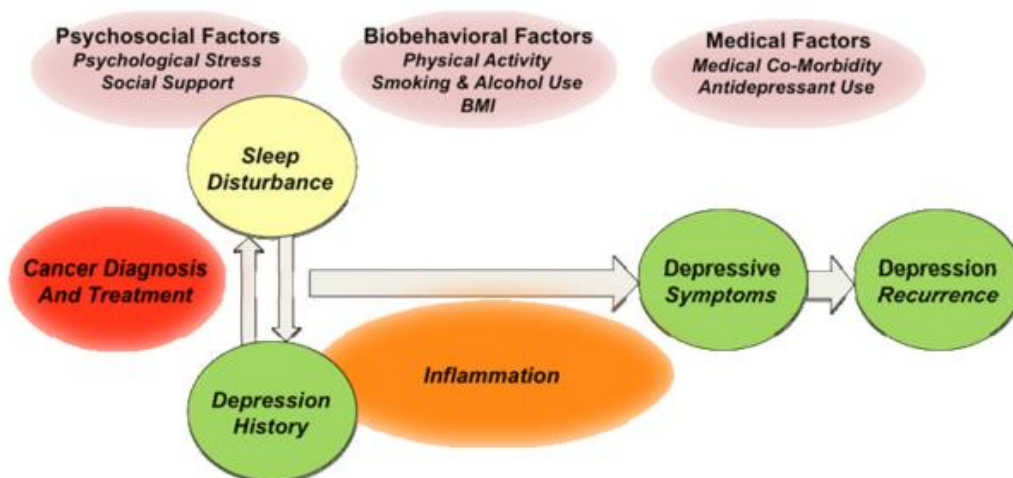 Psychosocial Factors
Psychological Stress
Social Support
Biobehavioral Factors
Physical Activity
Smoking & Alcohol Use
BMI
Medical Factors
Medical Co-Morbidity
Antidepressant Use
Sleep
Disturbance
Cancer Diagnosis
And Treatment
Depressive
Symptoms
Depression
Recurrence
Inflammation
Depression
History